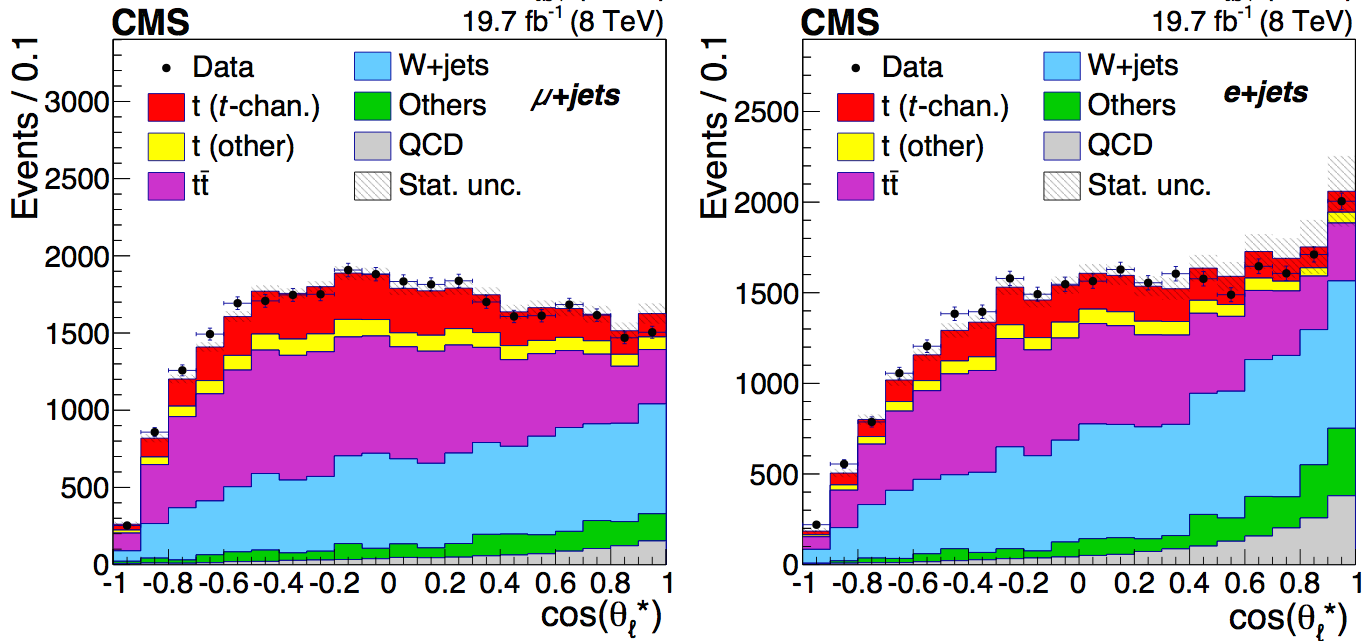 CMS 19.7 fb⁻¹ (8 TeV)
Events / 0.1
Data
t (t-chan.)
t (other)
tt̄
W+jets
Others
QCD
Stat. unc.
μ+jets
3000
2500
2000
1500
1000
500
0
-1 -0.8 -0.6 -0.4 -0.2 0 0.2 0.4 0.6 0.8 1
cos(θℓ*)
CMS 19.7 fb⁻¹ (8 TeV)
Events / 0.1
Data
t (t-chan.)
t (other)
tt̄
W+jets
Others
QCD
Stat. unc.
e+jets
2500
2000
1500
1000
500
0
-1 -0.8 -0.6 -0.4 -0.2 0 0.2 0.4 0.6 0.8 1
cos(θℓ*)